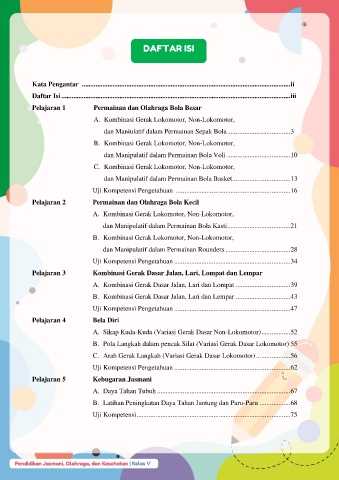 iii
DAFTAR ISI
Kata Pengantar ........................................................ii
Daftar Isi ........................................................iii
Pelajaran 1 Permainan dan Olahraga Bola Besar
A. Kombinasi Gerak Lokomotor, Non-Lokomotor,
dan Maniulatif dalam Permainan Sepak Bola........................3
B. Kombinasi Gerak Lokomotor, Non-Lokomotor,
dan Manipulatif dalam Permainan Bola Voli ........................10
C. Kombinasi Gerak Lokomotor, Non-Lokomotor,
dan Manipulatif dalam Permainan Bola Basket......................13
Uji Kompetensi Pengetahuan ........................................16
Pelajaran 2 Permainan dan Olahraga Bola Kecil
A. Kombinasi Gerak Lokomotor, Non-Lokomotor,
dan Manipulatif dalam Permainan Bola Kasti........................21
B. Kombinasi Gerak Lokomotor, Non-Lokomotor,
dan Manipulatif dalam Permainan Rounders ........................28
Uji Kompetensi Pengetahuan ........................................34
Pelajaran 3 Kombinasi Gerak Dasar Jalan, Lari, Lompat dan Lempar
A. Kombinasi Gerak Dasar Jalan, Lari dan Lompat ....................39
B. Kombinasi Gerak Dasar Jalan, Lari dan Lempar ....................43
Uji Kompetensi Pengetahuan ........................................47
Pelajaran 4 Bela Diri
A. Sikap Kuda-Kuda (Variasi Gerak Dasar Non-Lokomotor)..............52
B. Pola Langkah dalam pencak Silat (Variasi Gerak Dasar Lokomotor) 55
C. Arah Gerak Langkah (Variasi Gerak Dasar Lokomotor) ..............56
Uji Kompetensi Pengetahuan ........................................62
Pelajaran 5 Kebugaran Jasmani
A. Daya Tahan Tubuh ........................................67
B. Latihan Peningkatan Daya Tahan Jantung dan Paru-Paru ............68
Uji Kompetensi........................................75
Pendidikan Jasmani, Olahraga, dan Kesehatan | Kelas V